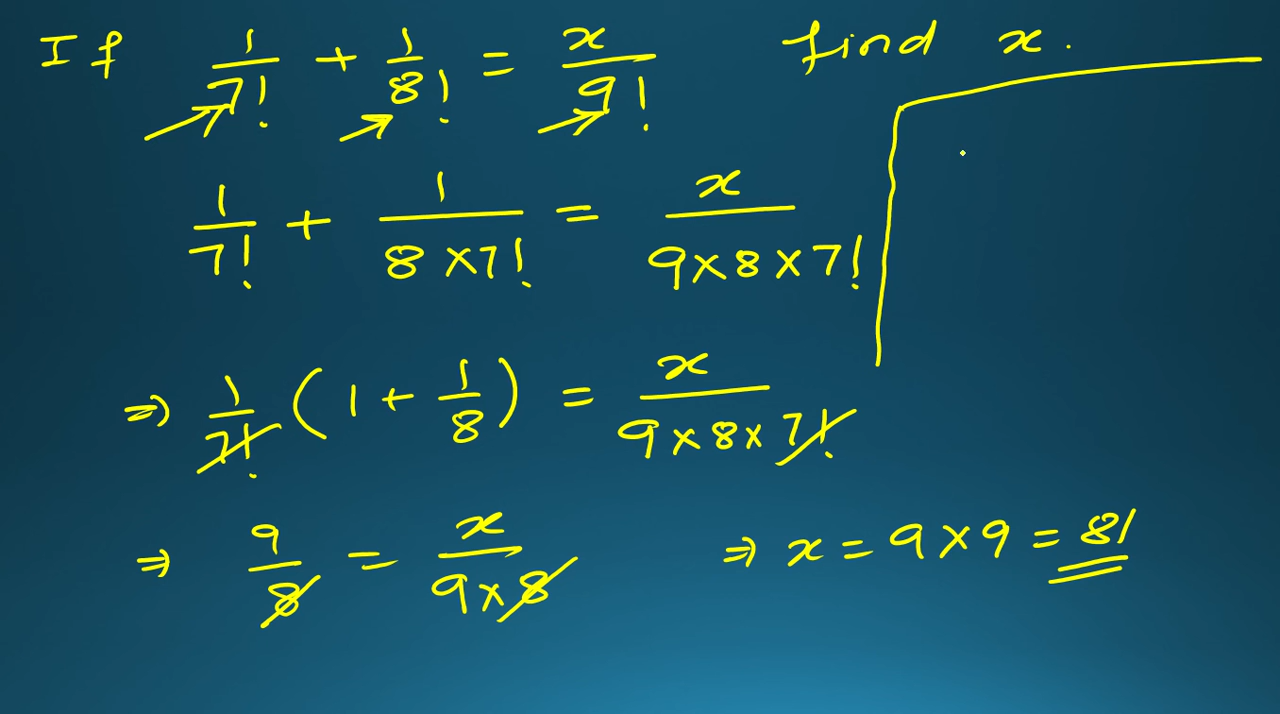 If 1/7! + 1/8! = x/9! find x.
1/7! + 1/(8×7!) = x/(9×8×7!)
⇒ 1/7! (1 + 1/8) = x/(9×8×7!)
⇒ 9/8 = x/(9×8) ⇒ x = 9×9 = 81